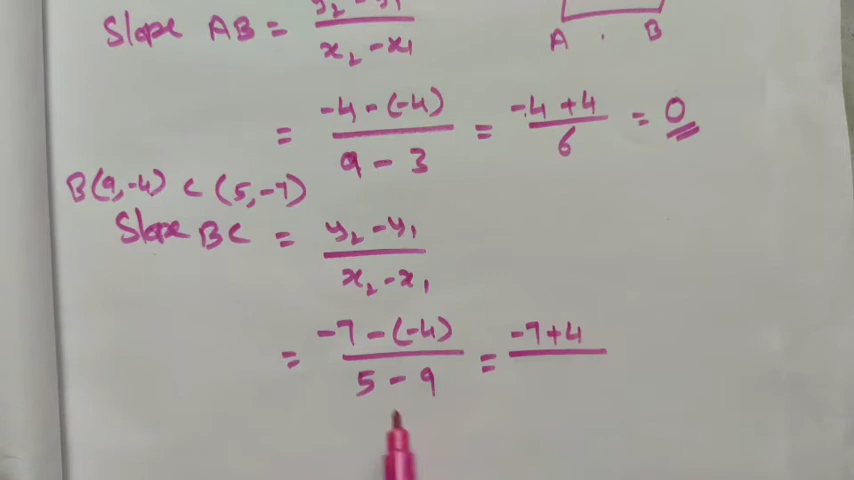 Slope AB = y₂ - y₁ / x₂ - x₁
A B
= -4 - (-4) / 9 - 3 = -4 + 4 / 6 = 0
B(9, -4) C (5, -7)
Slope BC = y₂ - y₁ / x₂ - x₁
= -7 - (-4) / 5 - 9 = -7 + 4